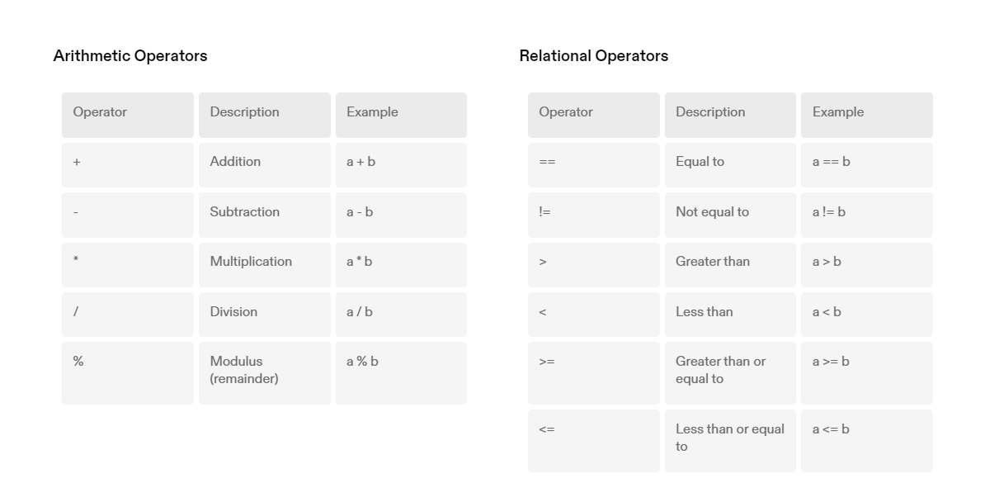 Arithmetic Operators
Operator Description Example
+ Addition a + b
- Subtraction a - b
* Multiplication a * b
/ Division a / b
% Modulus a % b
(remainder)
Relational Operators
Operator Description Example
== Equal to a == b
!= Not equal to a != b
> Greater than a > b
< Less than a < b
>= Greater than or a >= b
equal to
<= Less than or equal a <= b
to